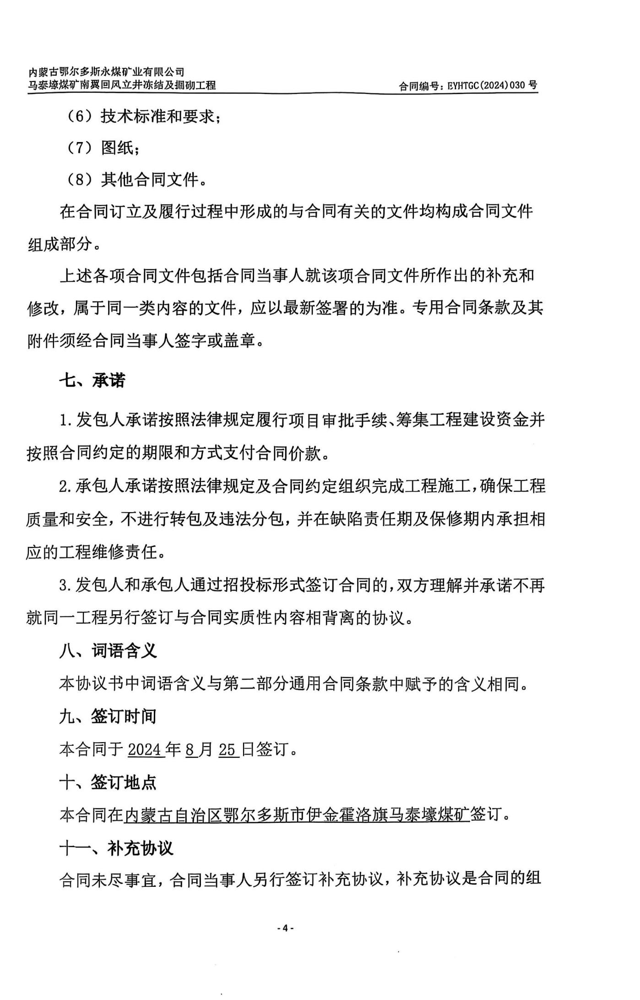 内蒙古鄂尔多斯永煤矿业有限公司
马泰壕煤矿南翼回风立井冻结及掘砌工程 合同编号：EYHTGC(2024)030 号
（6）技术标准和要求；
（7）图纸；
（8）其他合同文件。
在合同订立及履行过程中形成的与合同有关的文件均构成合同文件
组成部分。
上述各项合同文件包括合同当事人就该项合同文件所作出的补充和
修改，属于同一类内容的文件，应以最新签署的为准。专用合同条款及其
附件须经合同当事人签字或盖章。
七、承诺
1. 发包人承诺按照法律规定履行项目审批手续、筹集工程建设资金并
按照合同约定的期限和方式支付合同价款。
2. 承包人承诺按照法律规定及合同约定组织完成工程施工，确保工程
质量和安全，不进行转包及违法分包，并在缺陷责任期及保修期内承担相
应的工程维修责任。
3. 发包人和承包人通过招投标形式签订合同的，双方理解并承诺不再
就同一工程另行签订与合同实质性内容相背离的协议。
八、词语含义
本协议书中词语含义与第二部分通用合同条款中赋予的含义相同。
九、签订时间
本合同于 2024 年 8 月 25 日签订。
十、签订地点
本合同在内蒙古自治区鄂尔多斯市伊金霍洛旗马泰壕煤矿签订。
十一、补充协议
合同未尽事宜，合同当事人另行签订补充协议，补充协议是合同的组
- 4 -